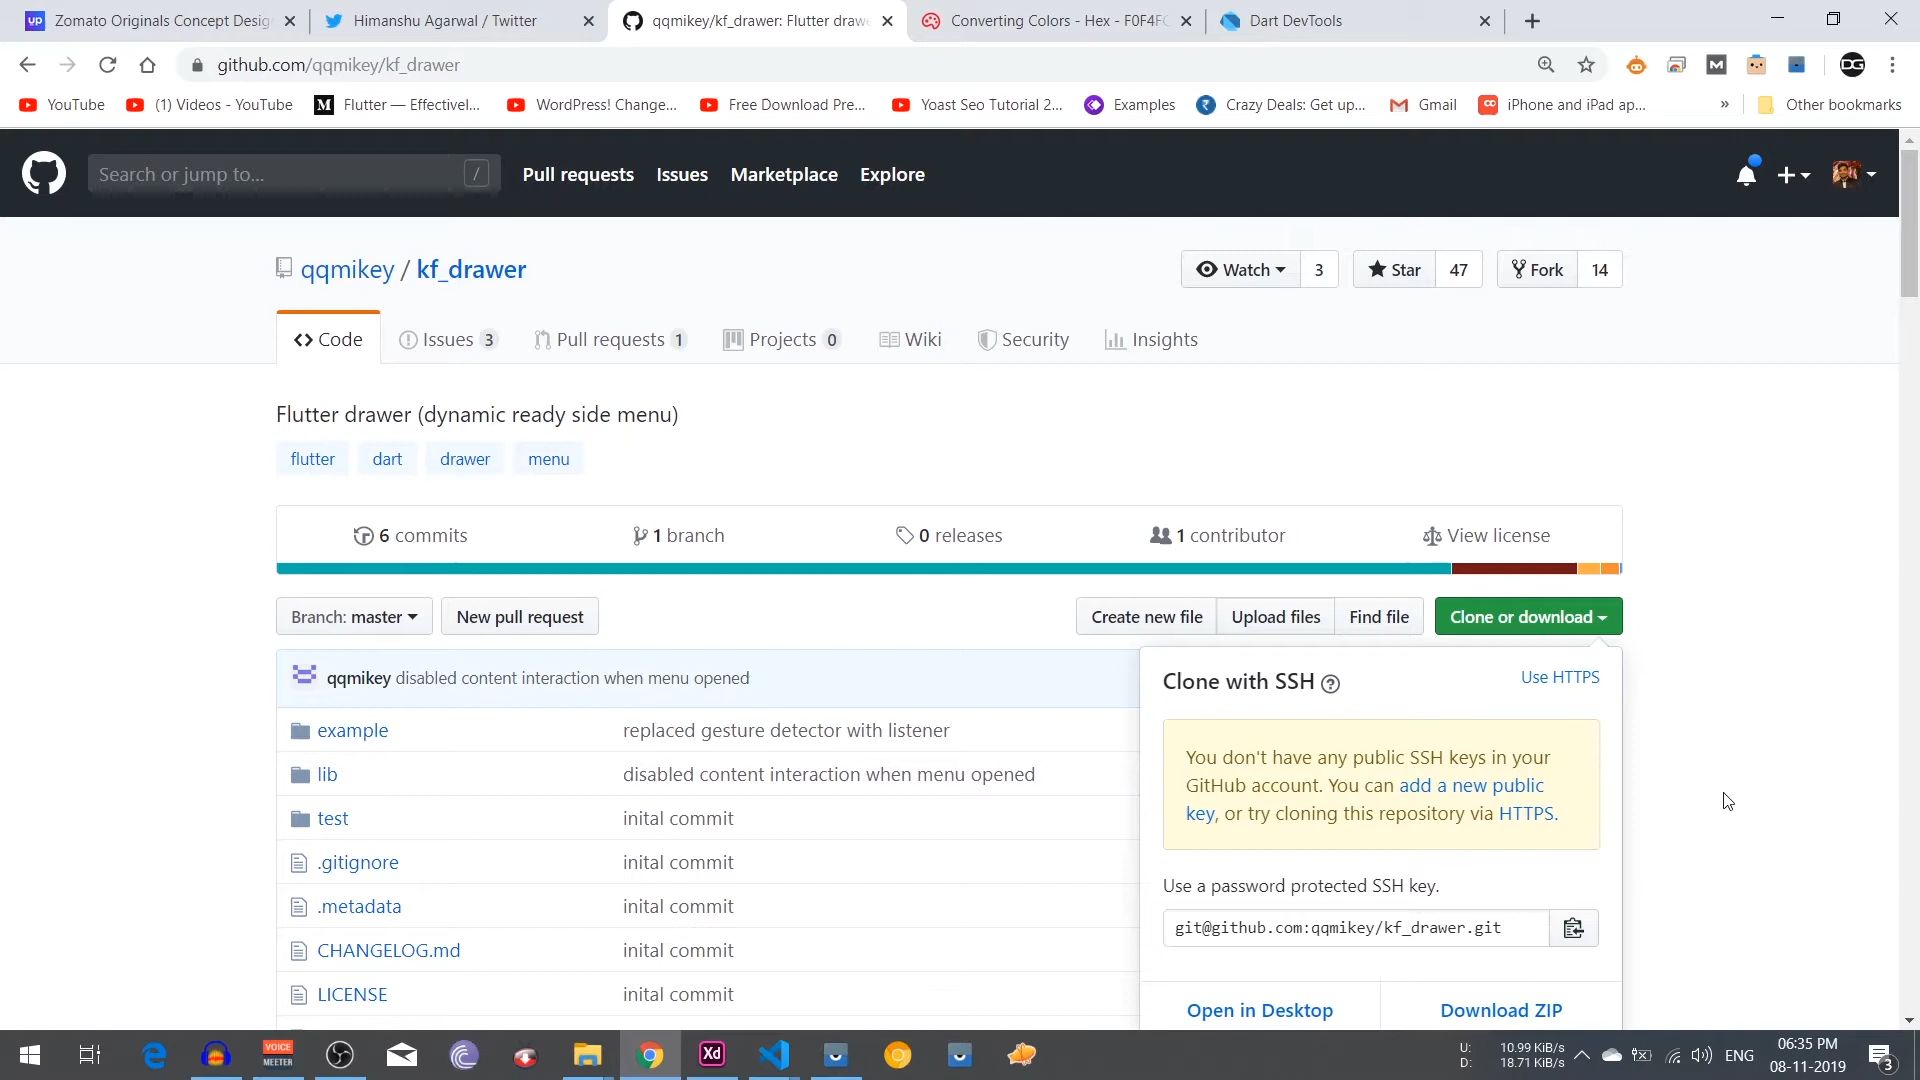 Zomato Originals Concept Desig
Himanshu Agarwal / Twitter
qqmikey/kf_drawer: Flutter draw
Converting Colors - Hex - F0F4FC
Dart DevTools
github.com/qqmikey/kf_drawer
YouTube
(1) Videos - YouTube
Flutter — Effectivel...
WordPress! Change...
Free Download Pre...
Yoast Seo Tutorial 2...
Examples
Crazy Deals: Get up...
Gmail
iPhone and iPad ap...
»
Other bookmarks
Search or jump to... /
Pull requests
Issues
Marketplace
Explore
qqmikey / kf_drawer
Watch 3
Star 47
Fork 14
Code
Issues 3
Pull requests 1
Projects 0
Wiki
Security
Insights
Flutter drawer (dynamic ready side menu)
flutter
dart
drawer
menu
6 commits
1 branch
0 releases
1 contributor
View license
Branch: master
New pull request
Create new file
Upload files
Find file
Clone or download
qqmikey disabled content interaction when menu opened
example replaced gesture detector with listener
lib disabled content interaction when menu opened
test inital commit
.gitignore inital commit
.metadata inital commit
CHANGELOG.md inital commit
LICENSE inital commit
Clone with SSH
Use HTTPS
You don't have any public SSH keys in your
GitHub account. You can add a new public
key, or try cloning this repository via HTTPS.
Use a password protected SSH key.
git@github.com:qqmikey/kf_drawer.git
Open in Desktop
Download ZIP
VOICE
MEETER
Xd
U: 10.99 KiB/s
D: 18.71 KiB/s
ENG
06:35 PM
08-11-2019
3